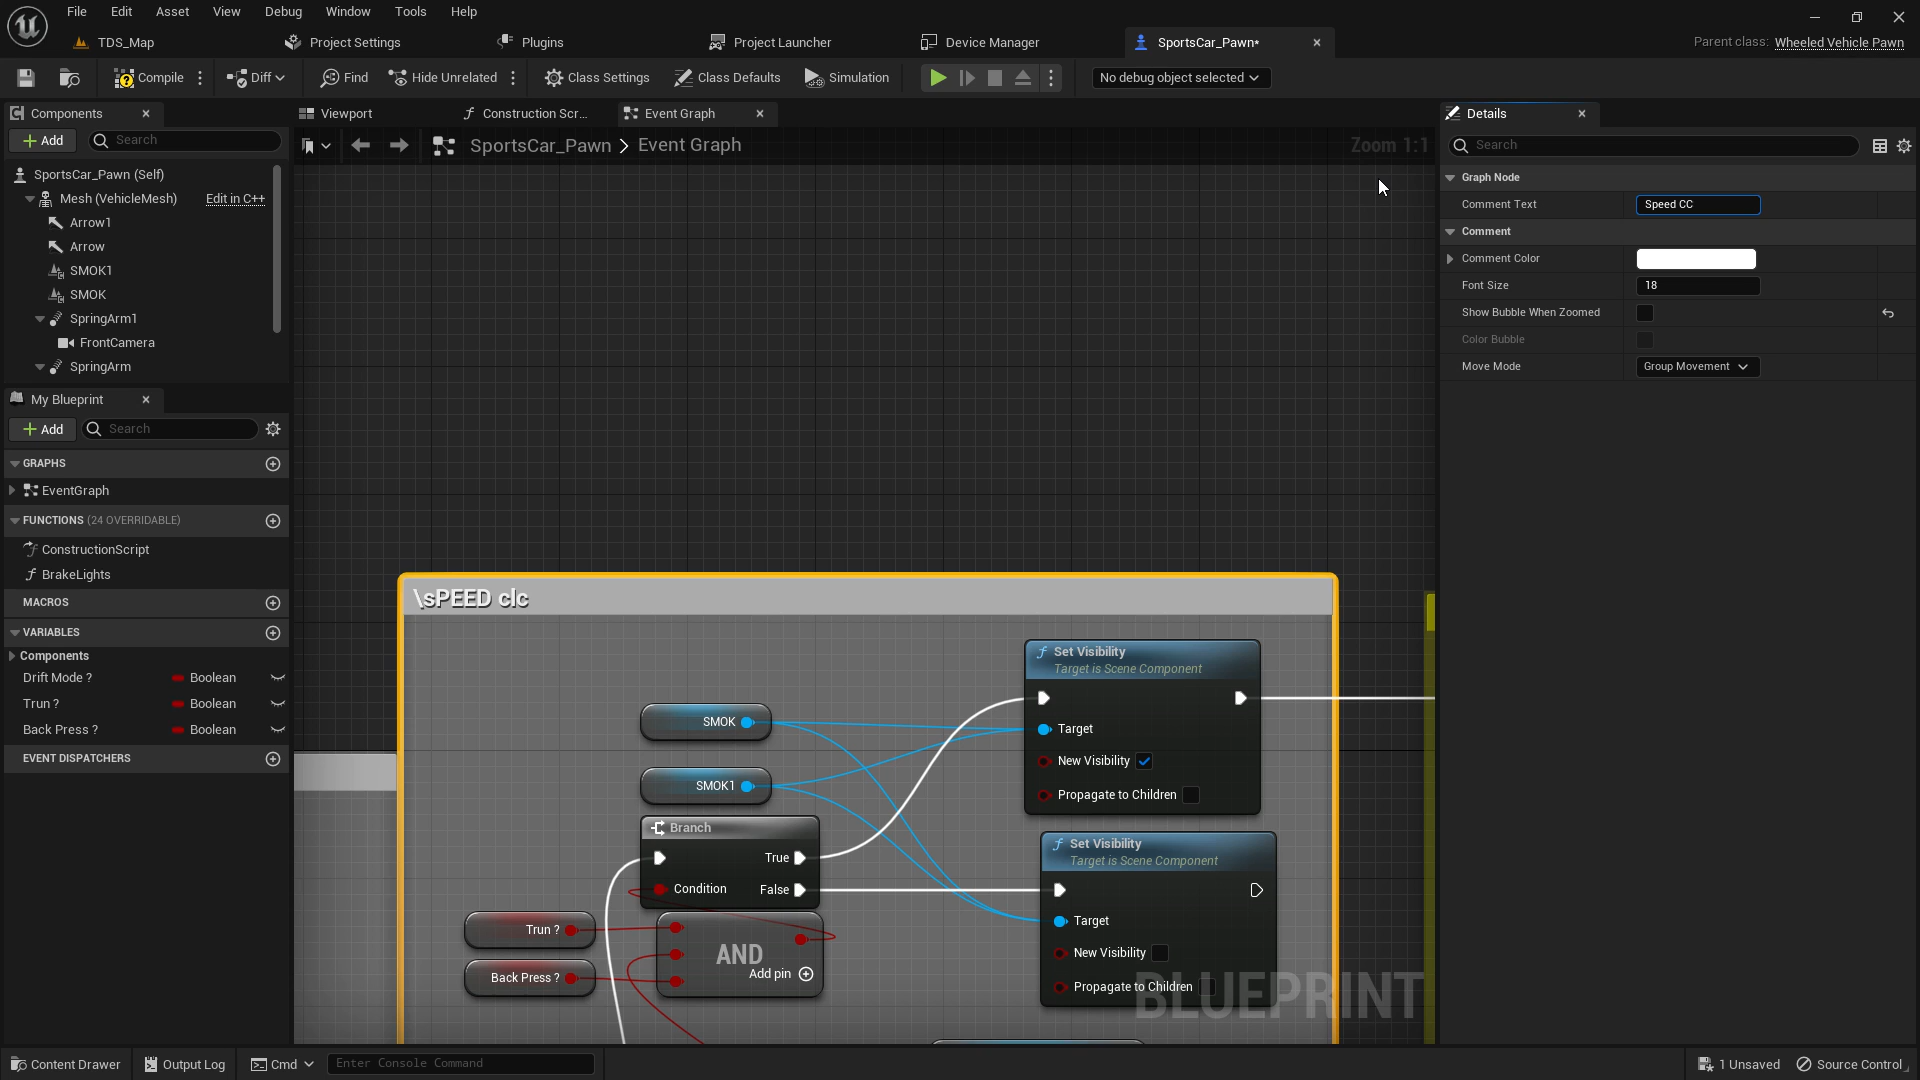 File Edit Asset View Debug Window Tools Help
TDS_Map Project Settings Plugins Project Launcher Device Manager SportsCar_Pawn* Parent class: Wheeled Vehicle Pawn
Compile Diff Find Hide Unrelated Class Settings Class Defaults Simulation No debug object selected
Components
Add Search
SportsCar_Pawn (Self)
Mesh (VehicleMesh) Edit in C++
Arrow1
Arrow
SMOK1
SMOK
SpringArm1
FrontCamera
SpringArm
My Blueprint
Add Search
GRAPHS
EventGraph
FUNCTIONS (24 OVERRIDABLE)
ConstructionScript
BrakeLights
MACROS
VARIABLES
Components
Drift Mode ? Boolean
Trun ? Boolean
Back Press ? Boolean
EVENT DISPATCHERS
Viewport Construction Scr... Event Graph
SportsCar_Pawn > Event Graph Zoom 1:1
\sPEED clc
SMOK
SMOK1
Branch
True
Condition False
Trun ?
Back Press ?
AND
Add pin
Set Visibility
Target is Scene Component
Target
New Visibility
Propagate to Children
Set Visibility
Target is Scene Component
Target
New Visibility
Propagate to Children
BLUEPRINT
Details
Search
Graph Node
Comment Text Speed CC
Comment
Comment Color
Font Size 18
Show Bubble When Zoomed
Color Bubble
Move Mode Group Movement
Content Drawer Output Log Cmd Enter Console Command 1 Unsaved Source Control